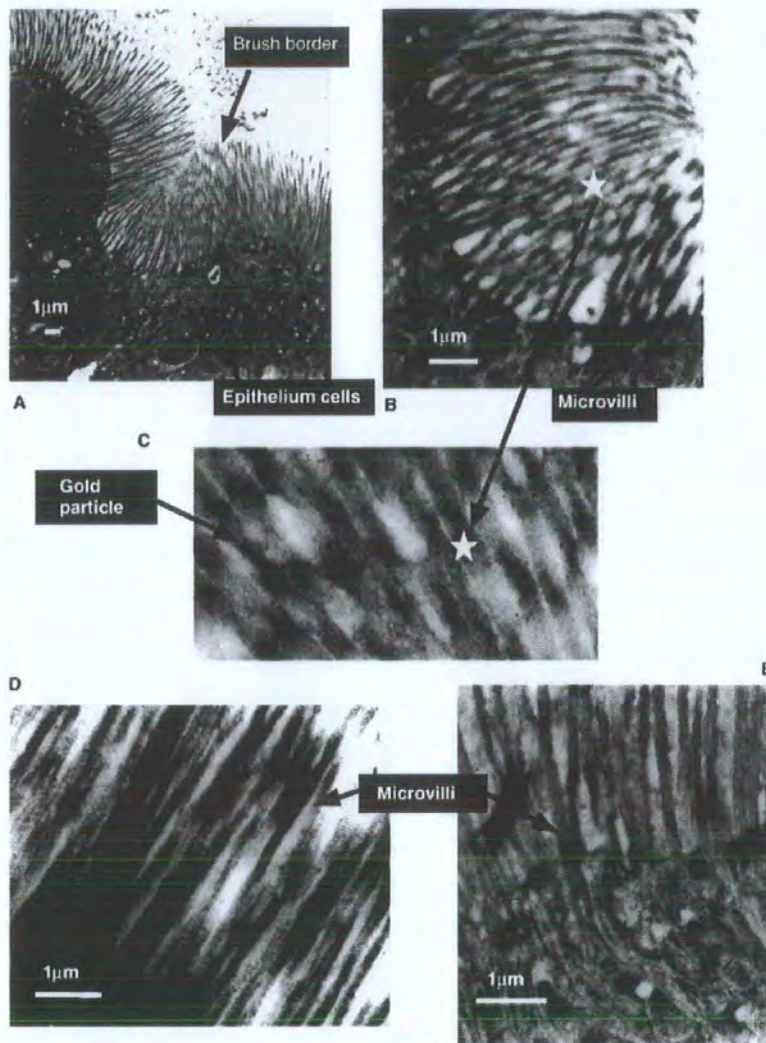 Brush border
1µm
Epithelium cells
A
1µm
B
Microvilli
C
Gold
particle
D
E
Microvilli
1µm
1µm